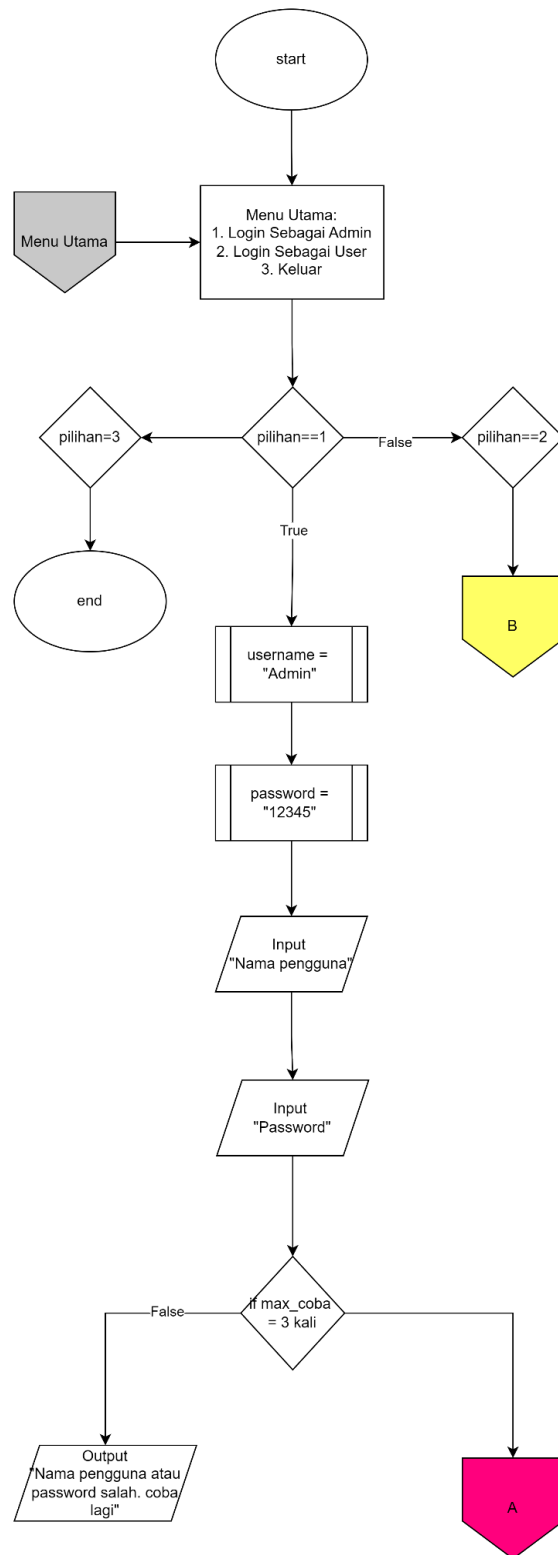 start
Menu Utama:
1. Login Sebagai Admin
2. Login Sebagai User
3. Keluar
Menu Utama
pilihan=3
pilihan==1
False
pilihan==2
True
end
B
username =
"Admin"
password =
"12345"
Input
"Nama pengguna"
Input
"Password"
if max_coba
= 3 kali
False
Output
"Nama pengguna atau
password salah. coba
lagi"
A